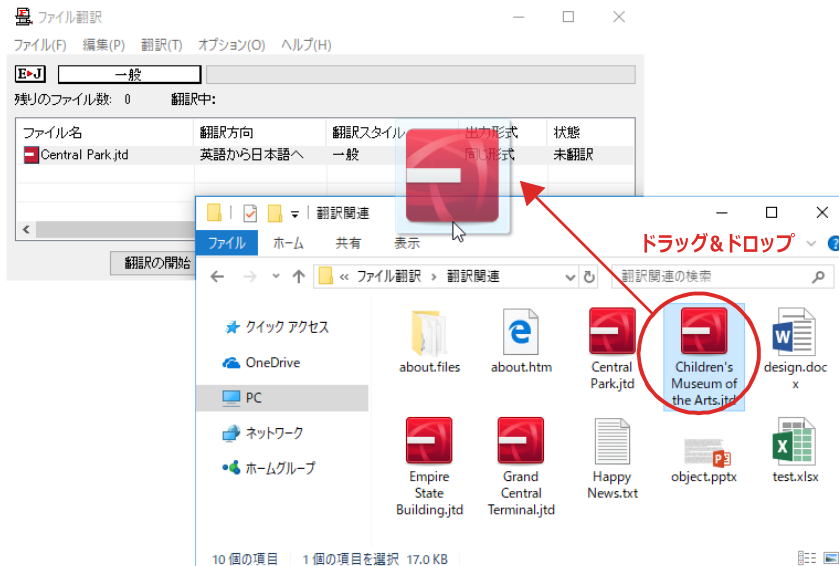 ファイル翻訳
ファイル(F) 編集(P) 翻訳(T) オプション(O) ヘルプ(H)
E▶J 一般
残りのファイル数: 0 翻訳中:
ファイル名 翻訳方向 翻訳スタイル 出力形式 状態
Central Park.jtd 英語から日本語へ 一般 同じ形式 未翻訳
翻訳の開始
翻訳関連
ファイル ホーム 共有 表示
ドラッグ&ドロップ
« ファイル翻訳 › 翻訳関連 翻訳関連の検索
クイック アクセス
OneDrive
PC
ネットワーク
ホームグループ
about.files
about.htm
Central
Park.jtd
Children's
Museum of
the Arts.jtd
design.doc
x
Empire
State
Building.jtd
Grand
Central
Terminal.jtd
Happy
News.txt
object.pptx
test.xlsx
10 個の項目 1 個の項目を選択 17.0 KB